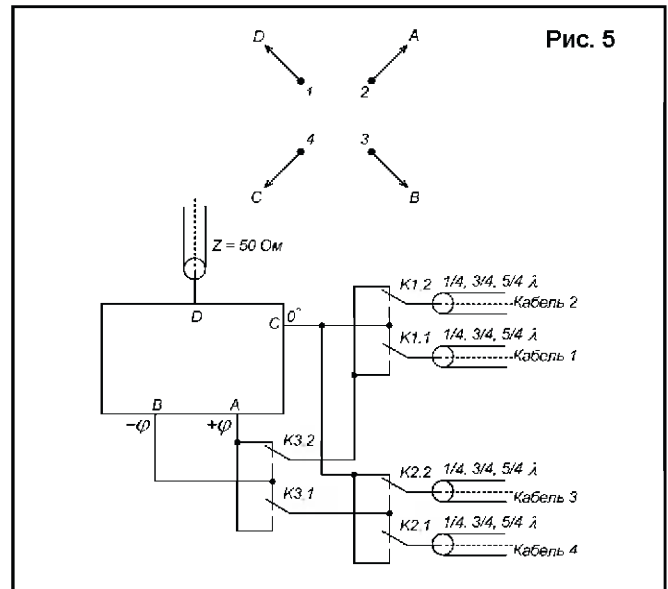 Рис. 5
D
A
1
2
4
3
C
B
Z = 50 Ом
D
C
0°
B
A
−φ
+φ
K1.2
1/4, 3/4, 5/4 λ
Кабель 2
K1.1
1/4, 3/4, 5/4 λ
Кабель 1
K3.2
K3.1
K2.2
1/4, 3/4, 5/4 λ
Кабель 3
K2.1
1/4, 3/4, 5/4 λ
Кабель 4